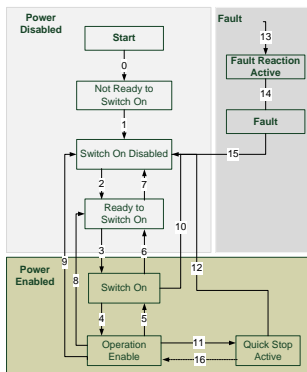 Power
Disabled
Fault
Start
13
0
Fault Reaction
Active
Not Ready to
Switch On
14
1
Fault
Switch On Disabled
15
2
7
Ready to
Switch On
10
3
6
9
8
12
Power
Enabled
Switch On
4
5
Operation
Enable
11
16
Quick Stop
Active